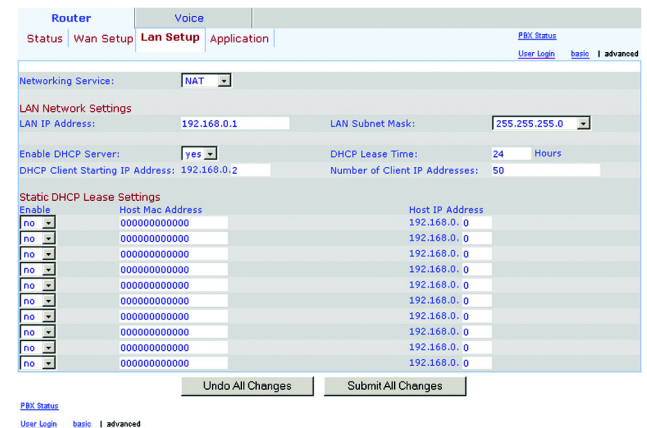 Router Voice
Status Wan Setup Lan Setup Application PBX Status
User Login basic | advanced
Networking Service: NAT
LAN Network Settings
LAN IP Address: 192.168.0.1 LAN Subnet Mask: 255.255.255.0
Enable DHCP Server: yes DHCP Lease Time: 24 Hours
DHCP Client Starting IP Address: 192.168.0.2 Number of Client IP Addresses: 50
Static DHCP Lease Settings
Enable Host Mac Address Host IP Address
no 000000000000 192.168.0. 0
no 000000000000 192.168.0. 0
no 000000000000 192.168.0. 0
no 000000000000 192.168.0. 0
no 000000000000 192.168.0. 0
no 000000000000 192.168.0. 0
no 000000000000 192.168.0. 0
no 000000000000 192.168.0. 0
no 000000000000 192.168.0. 0
no 000000000000 192.168.0. 0
Undo All Changes Submit All Changes
PBX Status
User Login basic | advanced